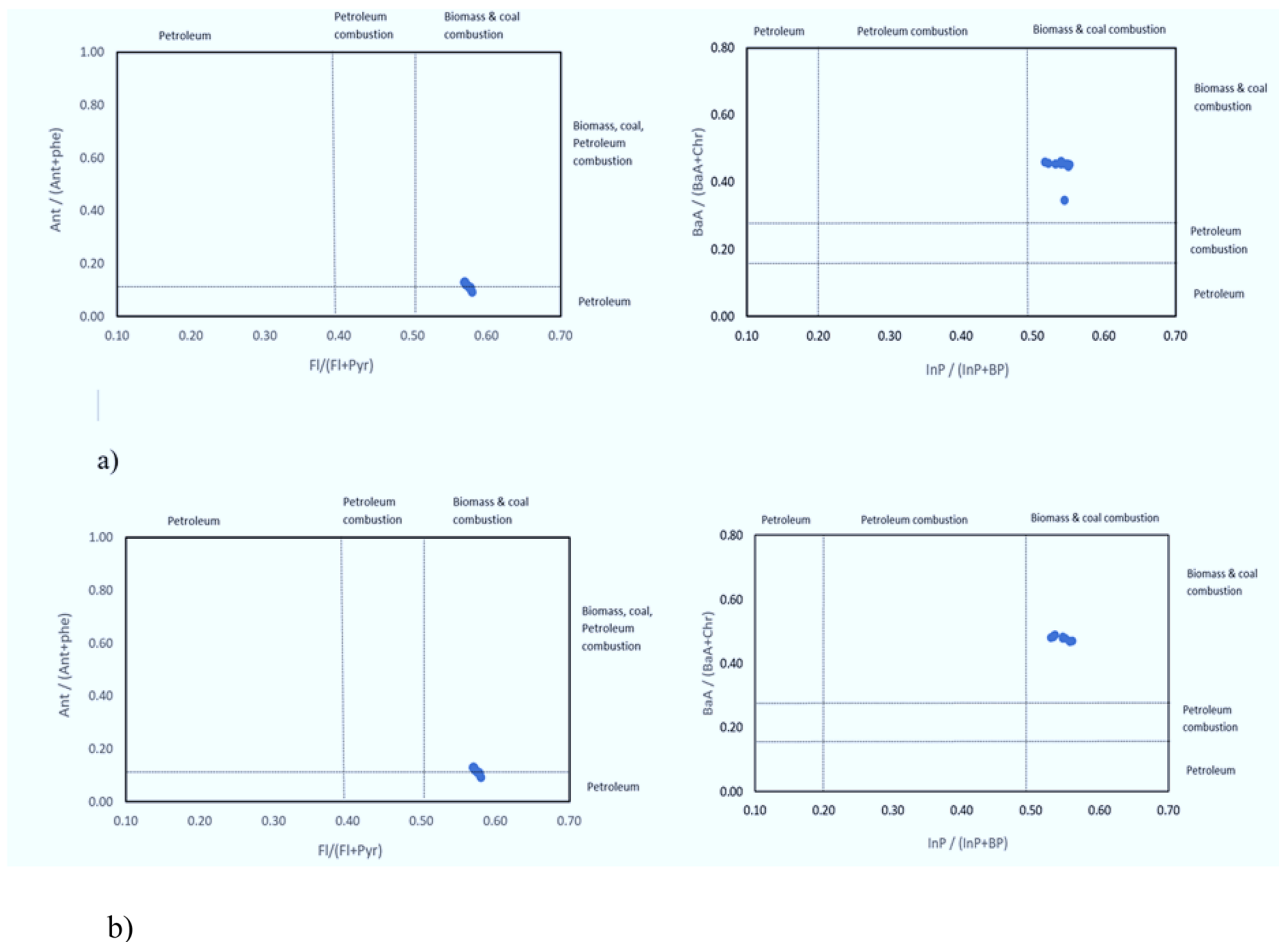 Petroleum
Petroleum
combustion
Biomass & coal
combustion
1.00
0.80
0.60
0.40
0.20
0.00
Ant / (Ant+phe)
Biomass, coal,
Petroleum
combustion
Petroleum
0.10 0.20 0.30 0.40 0.50 0.60 0.70
Fl/(Fl+Pyr)
Petroleum
Petroleum combustion
Biomass & coal combustion
0.80
0.60
0.40
0.20
0.00
BaA / (BaA+Chr)
Biomass & coal
combustion
Petroleum
combustion
Petroleum
0.10 0.20 0.30 0.40 0.50 0.60 0.70
InP / (InP+BP)
a)
Petroleum
Petroleum
combustion
Biomass & coal
combustion
1.00
0.80
0.60
0.40
0.20
0.00
Ant / (Ant+phe)
Biomass, coal,
Petroleum
combustion
Petroleum
0.10 0.20 0.30 0.40 0.50 0.60 0.70
Fl/(Fl+Pyr)
Petroleum
Petroleum combustion
Biomass & coal combustion
0.80
0.60
0.40
0.20
0.00
BaA / (BaA+Chr)
Biomass & coal
combustion
Petroleum
combustion
Petroleum
0.10 0.20 0.30 0.40 0.50 0.60 0.70
InP / (InP+BP)
b)